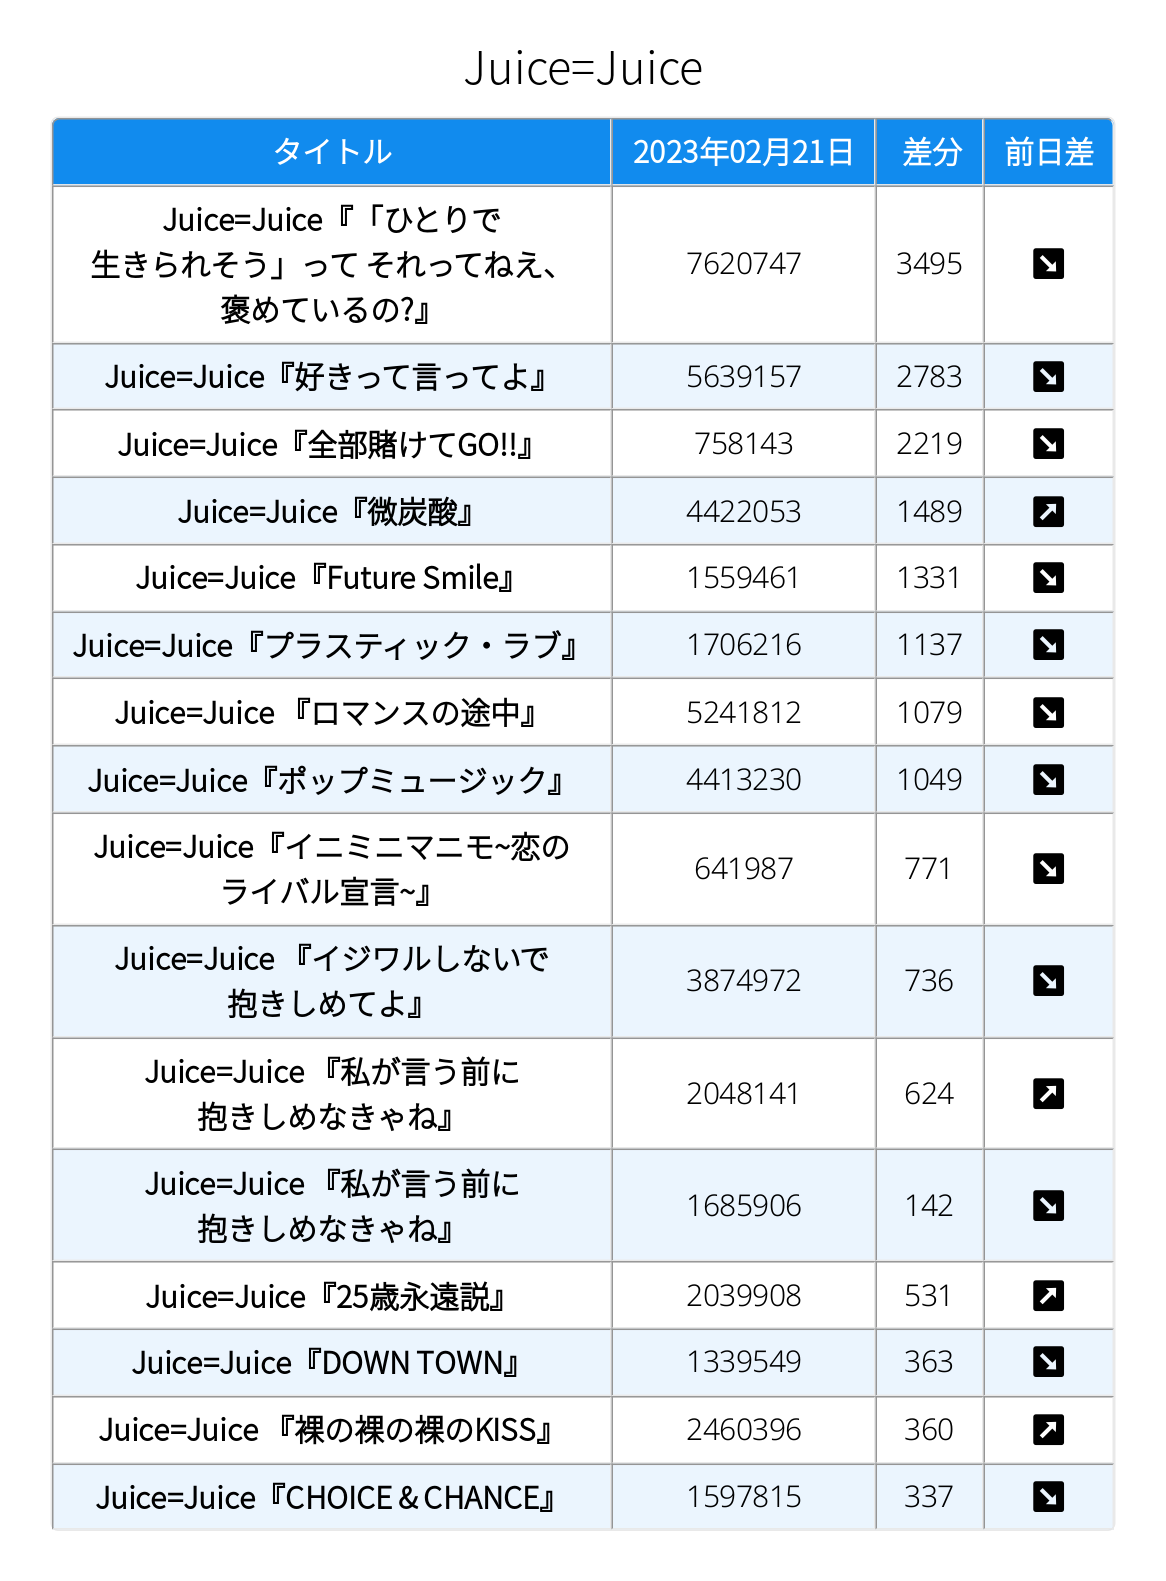 Juice=Juice
タイトル 2023年02月21日 差分 前日差
Juice=Juice『「ひとりで
生きられそう」って それってねえ、
褒めているの?』 7620747 3495 ↘
Juice=Juice『好きって言ってよ』 5639157 2783 ↘
Juice=Juice『全部賭けてGO!!』 758143 2219 ↘
Juice=Juice『微炭酸』 4422053 1489 ↗
Juice=Juice『Future Smile』 1559461 1331 ↘
Juice=Juice『プラスティック・ラブ』 1706216 1137 ↘
Juice=Juice 『ロマンスの途中』 5241812 1079 ↘
Juice=Juice『ポップミュージック』 4413230 1049 ↘
Juice=Juice『イニミニマニモ~恋の
ライバル宣言~』 641987 771 ↘
Juice=Juice 『イジワルしないで
抱きしめてよ』 3874972 736 ↘
Juice=Juice 『私が言う前に
抱きしめなきゃね』 2048141 624 ↗
Juice=Juice 『私が言う前に
抱きしめなきゃね』 1685906 142 ↘
Juice=Juice『25歳永遠説』 2039908 531 ↗
Juice=Juice『DOWN TOWN』 1339549 363 ↘
Juice=Juice 『裸の裸の裸のKISS』 2460396 360 ↗
Juice=Juice『CHOICE & CHANCE』 1597815 337 ↘